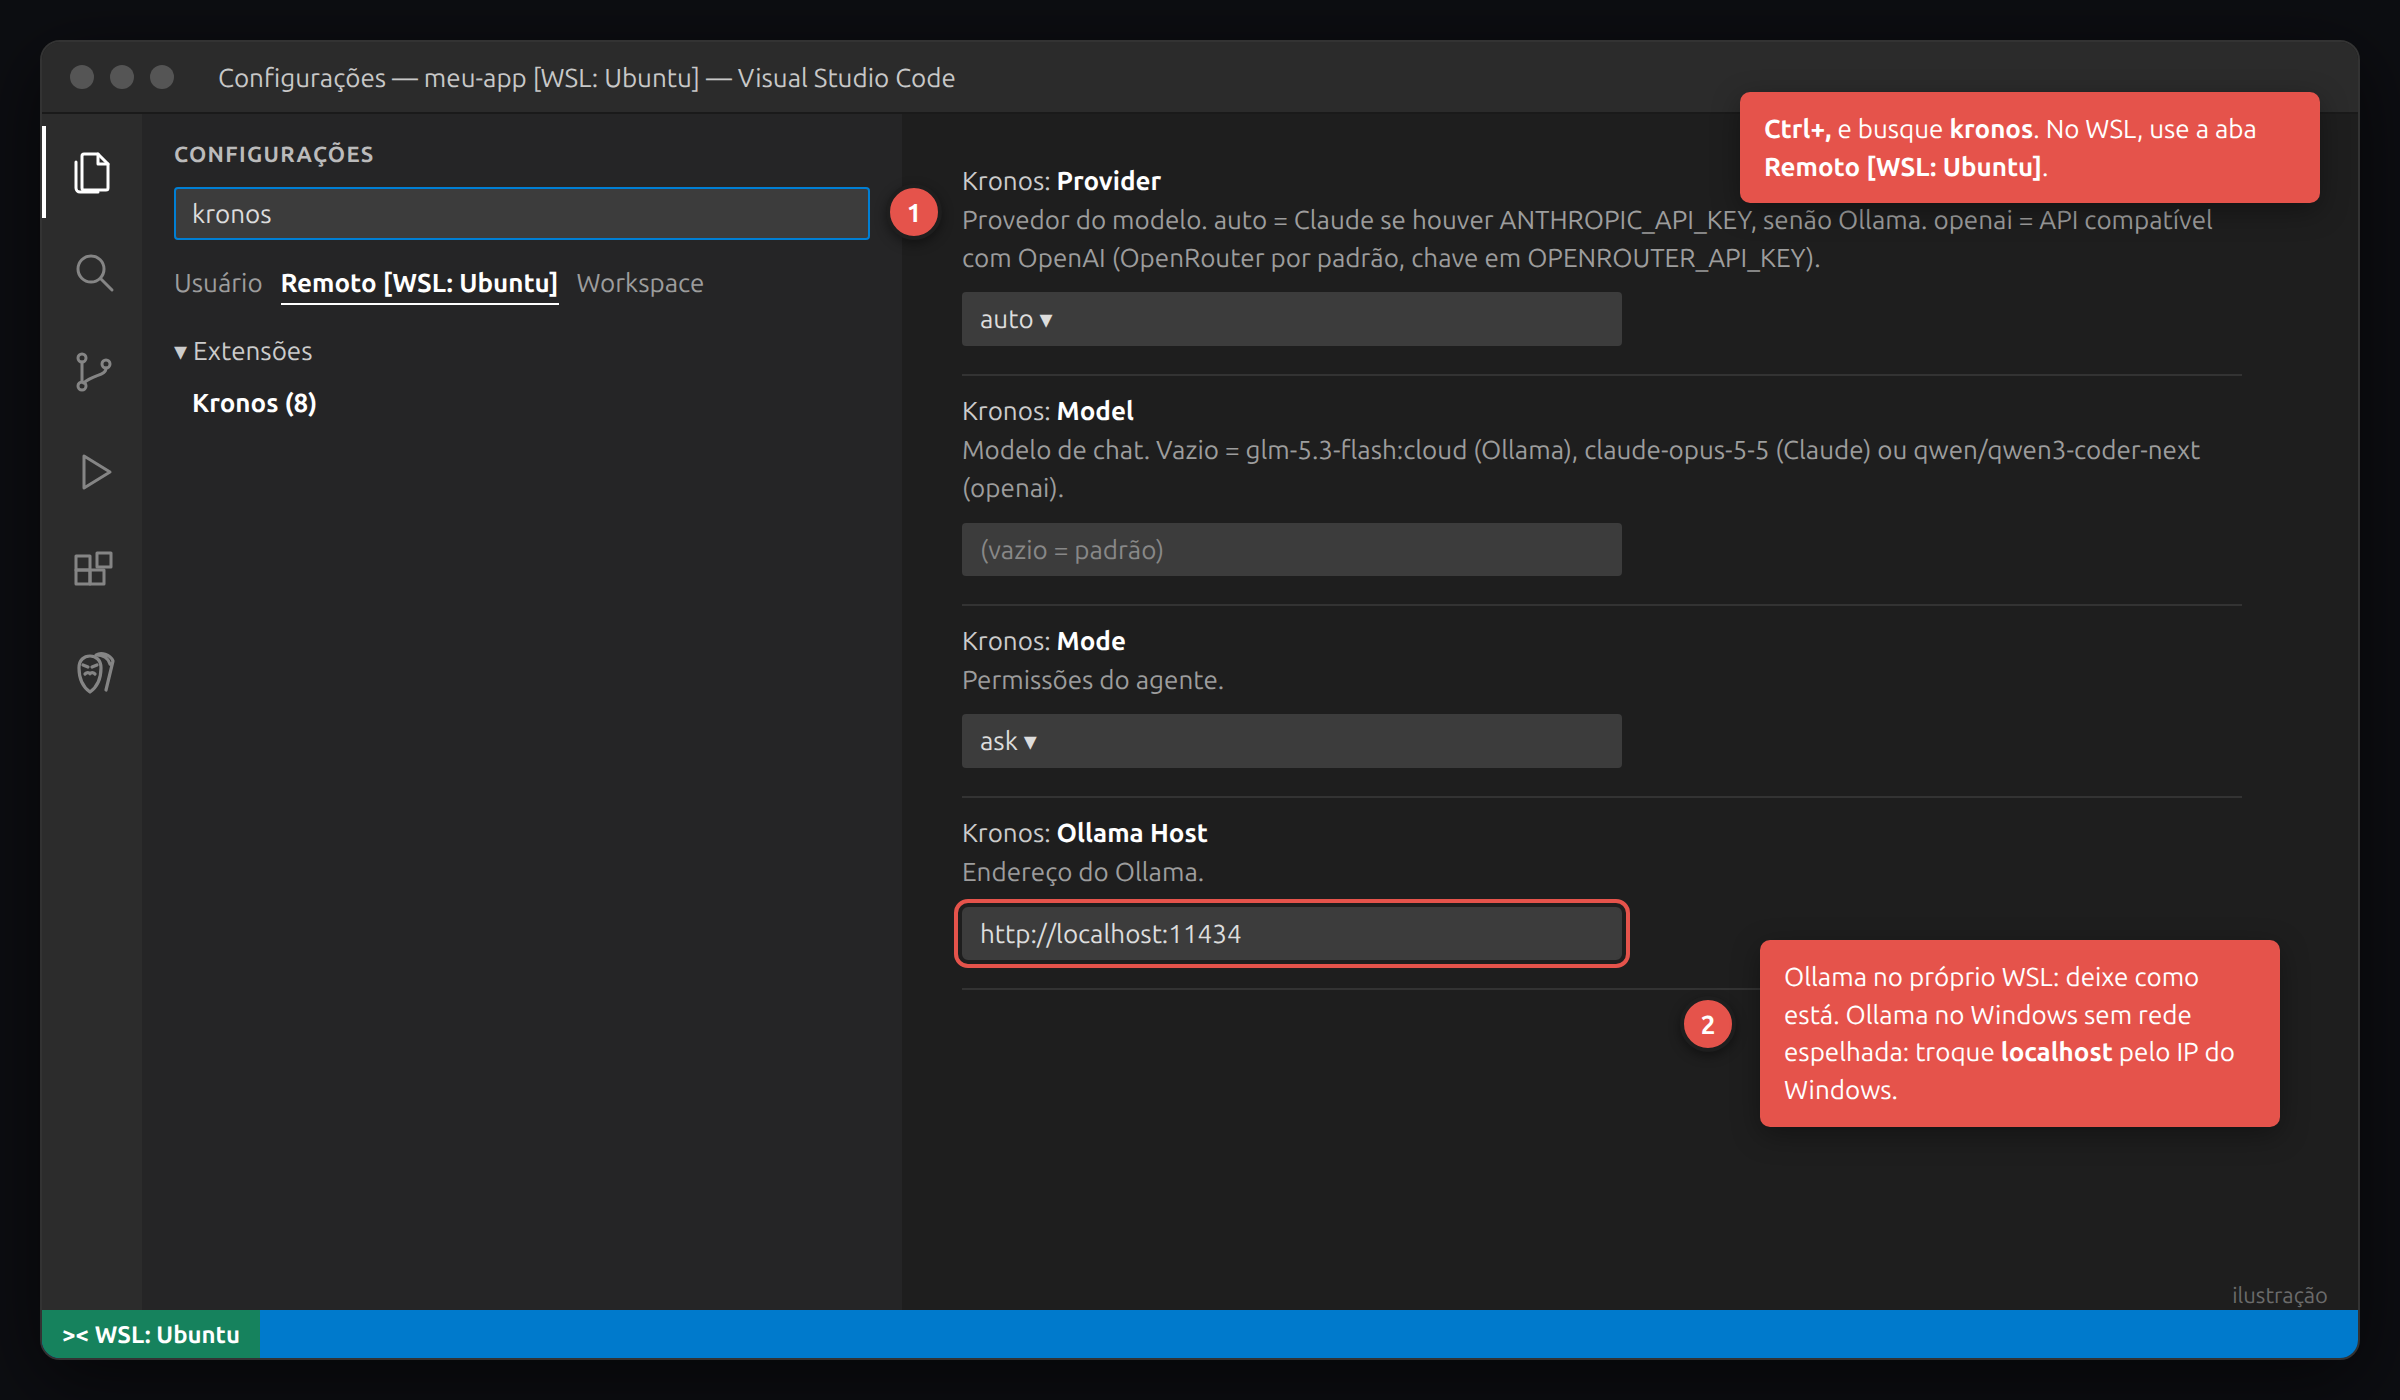 Configurações — meu-app [WSL: Ubuntu] — Visual Studio Code
CONFIGURAÇÕES
kronos
Usuário Remoto [WSL: Ubuntu] Workspace
▾ Extensões
Kronos (8)
1
Ctrl+, e busque kronos. No WSL, use a aba
Remoto [WSL: Ubuntu].
Kronos: Provider
Provedor do modelo. auto = Claude se houver ANTHROPIC_API_KEY, senão Ollama. openai = API compatível
com OpenAI (OpenRouter por padrão, chave em OPENROUTER_API_KEY).
auto ▾
Kronos: Model
Modelo de chat. Vazio = glm-5.3-flash:cloud (Ollama), claude-opus-5-5 (Claude) ou qwen/qwen3-coder-next
(openai).
(vazio = padrão)
Kronos: Mode
Permissões do agente.
ask ▾
Kronos: Ollama Host
Endereço do Ollama.
http://localhost:11434
2
Ollama no próprio WSL: deixe como
está. Ollama no Windows sem rede
espelhada: troque localhost pelo IP do
Windows.
ilustração
>< WSL: Ubuntu